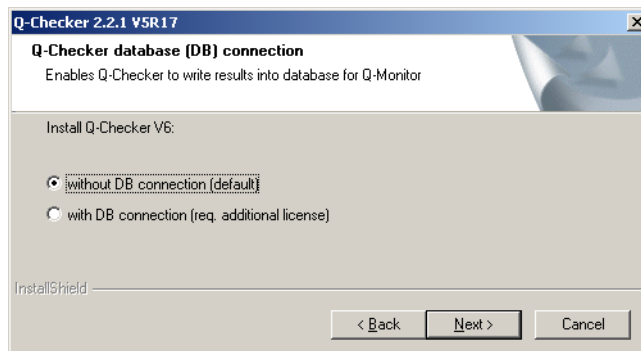 Q-Checker 2.2.1 V5R17
Q-Checker database (DB) connection
Enables Q-Checker to write results into database for Q-Monitor
Install Q-Checker V6:
without DB connection (default)
with DB connection (req. additional license)
InstallShield
< Back
Next >
Cancel